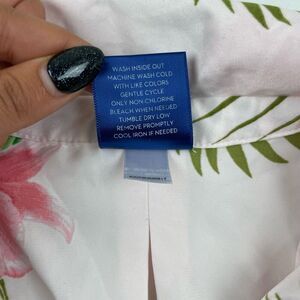 WASH INSIDE OUT
MACHINE WASH COLD
WITH LIKE COLORS
GENTLE CYCLE
ONLY NON CHLORINE
BLEACH WHEN NEEDED
TUMBLE DRY LOW
REMOVE PROMPTLY
COOL IRON IF NEEDED